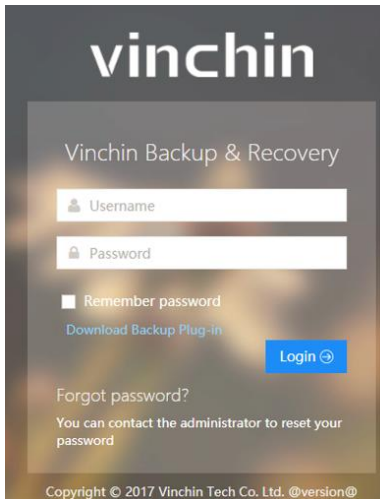 vinchin
Vinchin Backup & Recovery
Username
Password
Remember password
Download Backup Plug-in
Login
Forgot password?
You can contact the administrator to reset your
password
Copyright © 2017 Vinchin Tech Co. Ltd. @version@